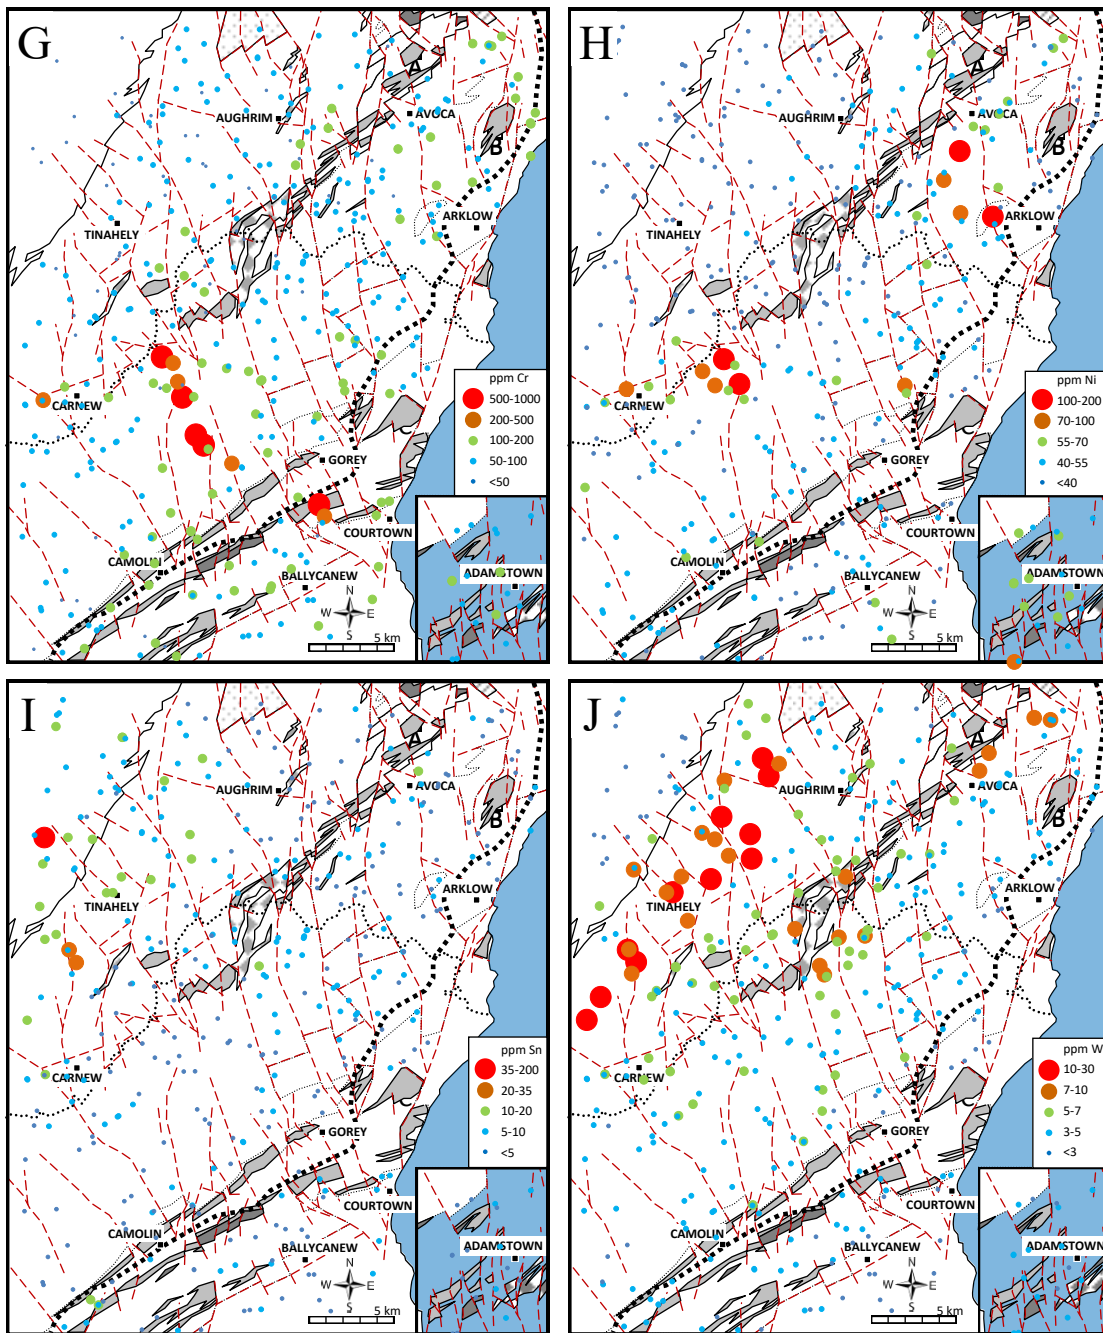 G
A
AUGHRIM
AVOCA
B
TINAHELY
ARKLOW
CARNEW
GOREY
CAMOLIN
COURTOWN
BALLYCANEW
ADAMSTOWN
ppm Cr
500-1000
200-500
100-200
50-100
<50
N
W E
S
5 km
H
A
AUGHRIM
AVOCA
B
TINAHELY
ARKLOW
CARNEW
GOREY
CAMOLIN
COURTOWN
BALLYCANEW
ADAMSTOWN
ppm Ni
100-200
70-100
55-70
40-55
<40
N
W E
S
5 km
I
A
AUGHRIM
AVOCA
B
TINAHELY
ARKLOW
CARNEW
GOREY
CAMOLIN
COURTOWN
BALLYCANEW
ADAMSTOWN
ppm Sn
35-200
20-35
10-20
5-10
<5
N
W E
S
5 km
J
A
AUGHRIM
AVOCA
B
TINAHELY
ARKLOW
CARNEW
GOREY
CAMOLIN
COURTOWN
BALLYCANEW
ADAMSTOWN
ppm W
10-30
7-10
5-7
3-5
<3
N
W E
S
5 km